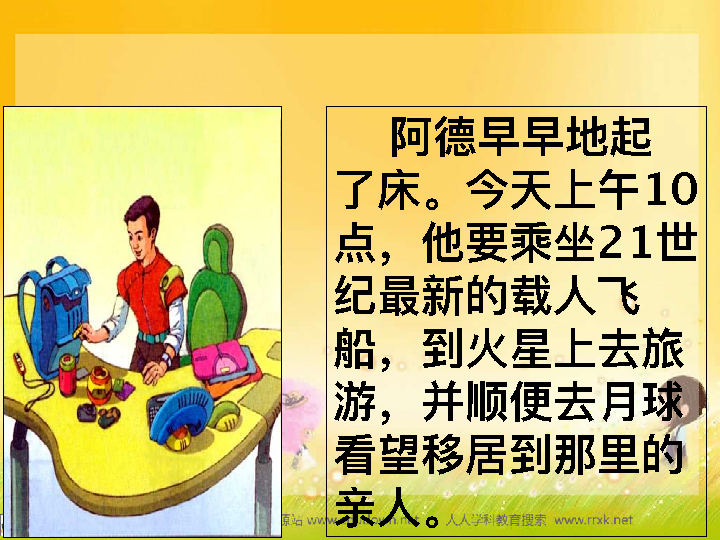 阿德早早地起
了床。今天上午10
点，他要乘坐21世
纪最新的载人飞
船，到火星上去旅
游，并顺便去月球
看望移居到那里的
亲人。
源站 www. 人人学科教育搜索 www.rrxk.net